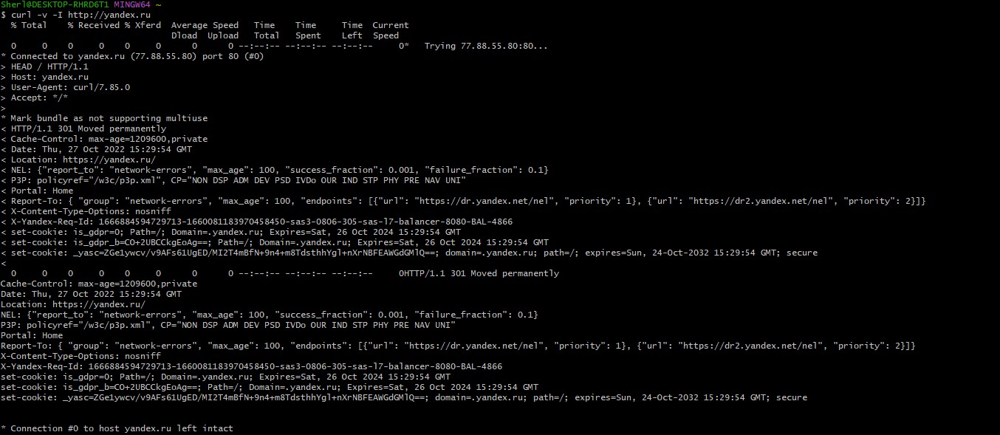 Sherl@DESKTOP-RHRD6T1 MINGW64 ~
$ curl -v -I http://yandex.ru
  % Total    % Received % Xferd  Average Speed   Time    Time     Time  Current
                                 Dload  Upload   Total   Spent    Left  Speed
  0     0    0     0    0     0      0      0 --:--:-- --:--:-- --:--:--     0*   Trying 77.88.55.80:80...
* Connected to yandex.ru (77.88.55.80) port 80 (#0)
> HEAD / HTTP/1.1
> Host: yandex.ru
> User-Agent: curl/7.85.0
> Accept: */*
>
* Mark bundle as not supporting multiuse
< HTTP/1.1 301 Moved permanently
< Cache-Control: max-age=1209600,private
< Date: Thu, 27 Oct 2022 15:29:54 GMT
< Location: https://yandex.ru/
< NEL: {"report_to": "network-errors", "max_age": 100, "success_fraction": 0.001, "failure_fraction": 0.1}
< P3P: policyref="/w3c/p3p.xml", CP="NON DSP ADM DEV PSD IVDo OUR IND STP PHY PRE NAV UNI"
< Portal: Home
< Report-To: { "group": "network-errors", "max_age": 100, "endpoints": [{"url": "https://dr.yandex.net/nel", "priority": 1}, {"url": "https://dr2.yandex.net/nel", "priority": 2}]}
< X-Content-Type-Options: nosniff
< X-Yandex-Req-Id: 1666884594729713-1660081183970458450-sas3-0806-305-sas-l7-balancer-8080-BAL-4866
< set-cookie: is_gdpr=0; Path=/; Domain=.yandex.ru; Expires=Sat, 26 Oct 2024 15:29:54 GMT
< set-cookie: is_gdpr_b=CO+2UBCCkgEoAg==; Path=/; Domain=.yandex.ru; Expires=Sat, 26 Oct 2024 15:29:54 GMT
< set-cookie: _yasc=ZGe1ywcv/v9AFs61UgED/MI2T4mBfN+9n4+m8TdsthhYgl+nXrNBFEAWGdGMlQ==; domain=.yandex.ru; path=/; expires=Sun, 24-Oct-2032 15:29:54 GMT; secure
<
  0     0    0     0    0     0      0      0 --:--:-- --:--:-- --:--:--     0HTTP/1.1 301 Moved permanently
Cache-Control: max-age=1209600,private
Date: Thu, 27 Oct 2022 15:29:54 GMT
Location: https://yandex.ru/
NEL: {"report_to": "network-errors", "max_age": 100, "success_fraction": 0.001, "failure_fraction": 0.1}
P3P: policyref="/w3c/p3p.xml", CP="NON DSP ADM DEV PSD IVDo OUR IND STP PHY PRE NAV UNI"
Portal: Home
Report-To: { "group": "network-errors", "max_age": 100, "endpoints": [{"url": "https://dr.yandex.net/nel", "priority": 1}, {"url": "https://dr2.yandex.net/nel", "priority": 2}]}
X-Content-Type-Options: nosniff
X-Yandex-Req-Id: 1666884594729713-1660081183970458450-sas3-0806-305-sas-l7-balancer-8080-BAL-4866
set-cookie: is_gdpr=0; Path=/; Domain=.yandex.ru; Expires=Sat, 26 Oct 2024 15:29:54 GMT
set-cookie: is_gdpr_b=CO+2UBCCkgEoAg==; Path=/; Domain=.yandex.ru; Expires=Sat, 26 Oct 2024 15:29:54 GMT
set-cookie: _yasc=ZGe1ywcv/v9AFs61UgED/MI2T4mBfN+9n4+m8TdsthhYgl+nXrNBFEAWGdGMlQ==; domain=.yandex.ru; path=/; expires=Sun, 24-Oct-2032 15:29:54 GMT; secure
* Connection #0 to host yandex.ru left intact